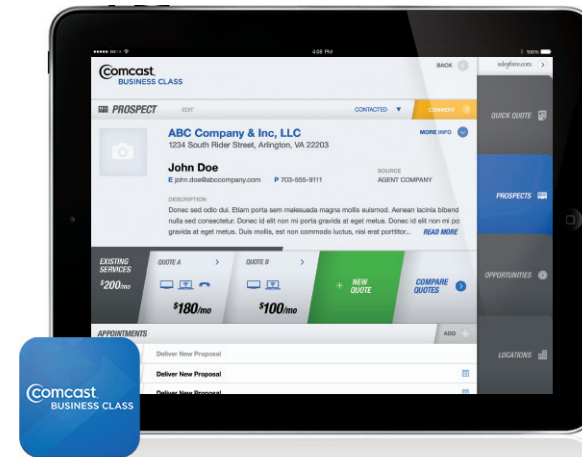 4:08 PM
100%
Comcast
BUSINESS CLASS
BACK
salesforce.com
PROSPECT
EDIT
CONTACTED
CONVERT
QUICK QUOTE
ABC Company & Inc, LLC
MORE INFO
1234 South Rider Street, Arlington, VA 22203
John Doe
SOURCE
E john.doe@abccompany.com P 703-555-9111
AGENT COMPANY
PROSPECTS
DESCRIPTION
Donec sed odio dui. Etiam porta sem malesuada magna mollis euismod. Aenean lacinia bibend
nulla sed consectetur. Donec id elit non mi porta gravida at eget metus. Donec id elit non mi po
gravida at eget metus. Duis mollis, est non commodo luctus, nisi erat porttitor... READ MORE
EXISTING
SERVICES
$200/mo
QUOTE A
$180/mo
QUOTE B
$100/mo
+ NEW
QUOTE
COMPARE
QUOTES
OPPORTUNITIES
APPOINTMENTS
ADD +
Deliver New Proposal
Deliver New Proposal
Deliver New Proposal
LOCATIONS
Comcast
BUSINESS CLASS